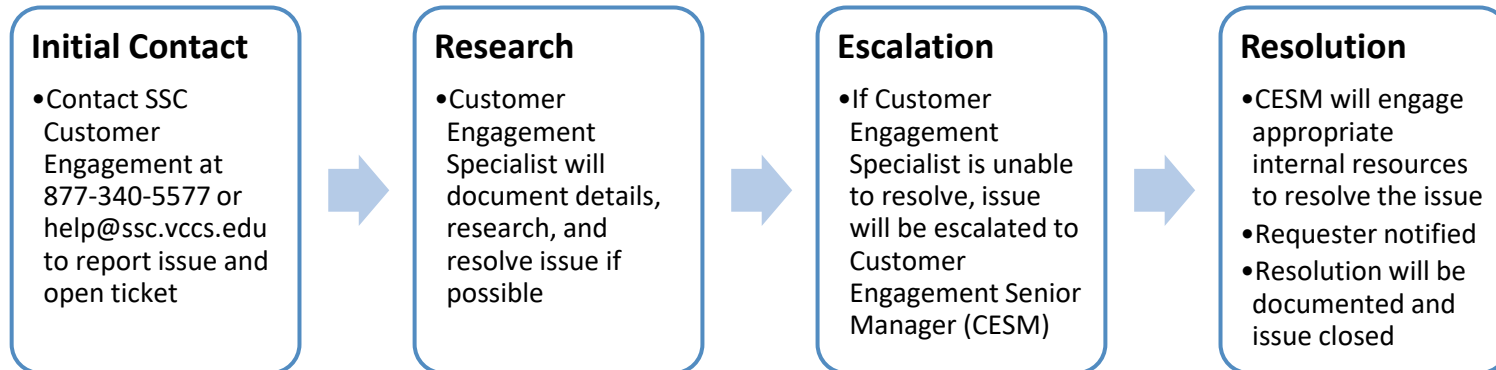 Initial Contact
•Contact SSC
Customer
Engagement at
877-340-5577 or
help@ssc.vccs.edu
to report issue and
open ticket
Research
•Customer
Engagement
Specialist will
document details,
research, and
resolve issue if
possible
Escalation
•If Customer
Engagement
Specialist is unable
to resolve, issue
will be escalated to
Customer
Engagement Senior
Manager (CESM)
Resolution
•CESM will engage
appropriate
internal resources
to resolve the issue
•Requester notified
•Resolution will be
documented and
issue closed